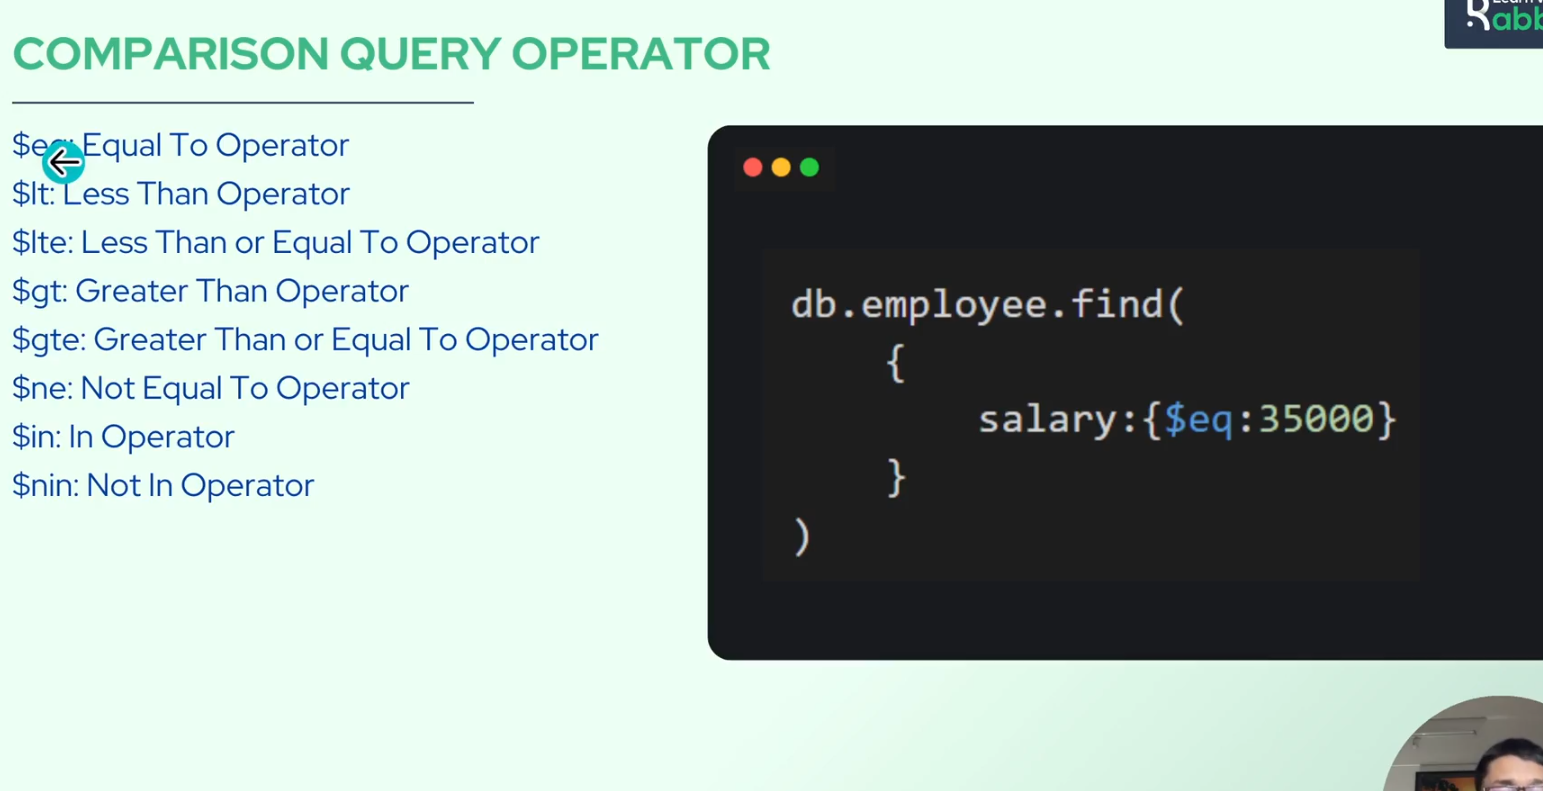 COMPARISON QUERY OPERATOR
$eq: Equal To Operator
$lt: Less Than Operator
$lte: Less Than or Equal To Operator
$gt: Greater Than Operator
$gte: Greater Than or Equal To Operator
$ne: Not Equal To Operator
$in: In Operator
$nin: Not In Operator
db.employee.find(
{
salary:{$eq:35000}
}
)